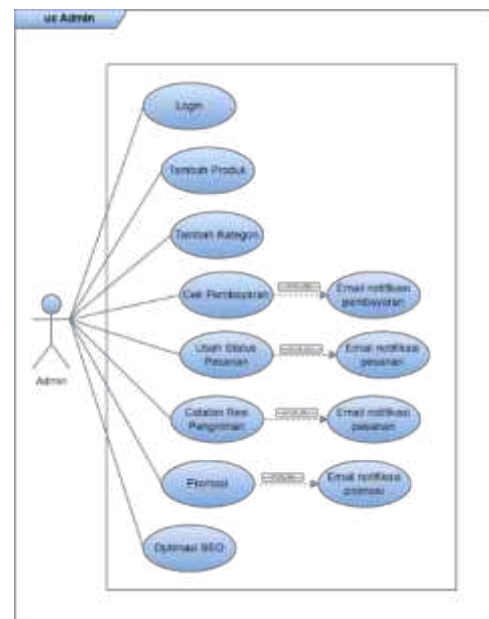 uc Admin
Login
Tambah Produk
Tambah Kategori
Cek Pembayaran
Email notifikasi
pembayaran
Ubah Status
Pesanan
Email notifikasi
pesanan
Catatan Resi
Pengiriman
Email notifikasi
pesanan
Promosi
Email notifikasi
promosi
Optimasi SEO
Admin